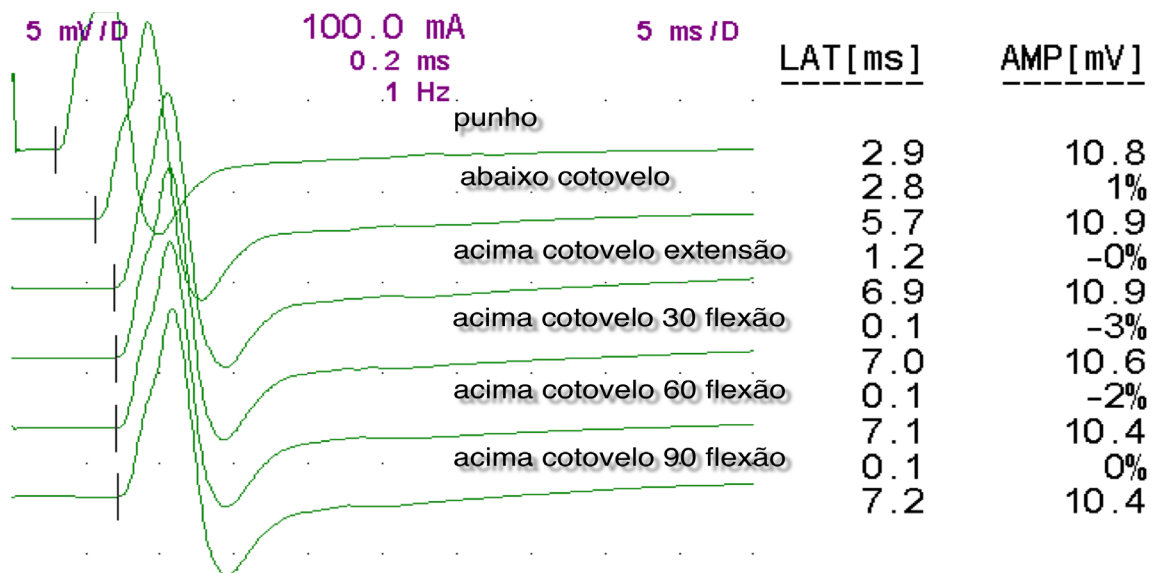 5 mV/D 100.0 mA 5 ms/D
0.2 ms
1 Hz
LAT[ms] AMP[mV]
punho
2.9 10.8
abaixo cotovelo
2.8 1%
5.7 10.9
acima cotovelo extensão
1.2 -0%
6.9 10.9
acima cotovelo 30 flexão
0.1 -3%
7.0 10.6
acima cotovelo 60 flexão
0.1 -2%
7.1 10.4
acima cotovelo 90 flexão
0.1 0%
7.2 10.4